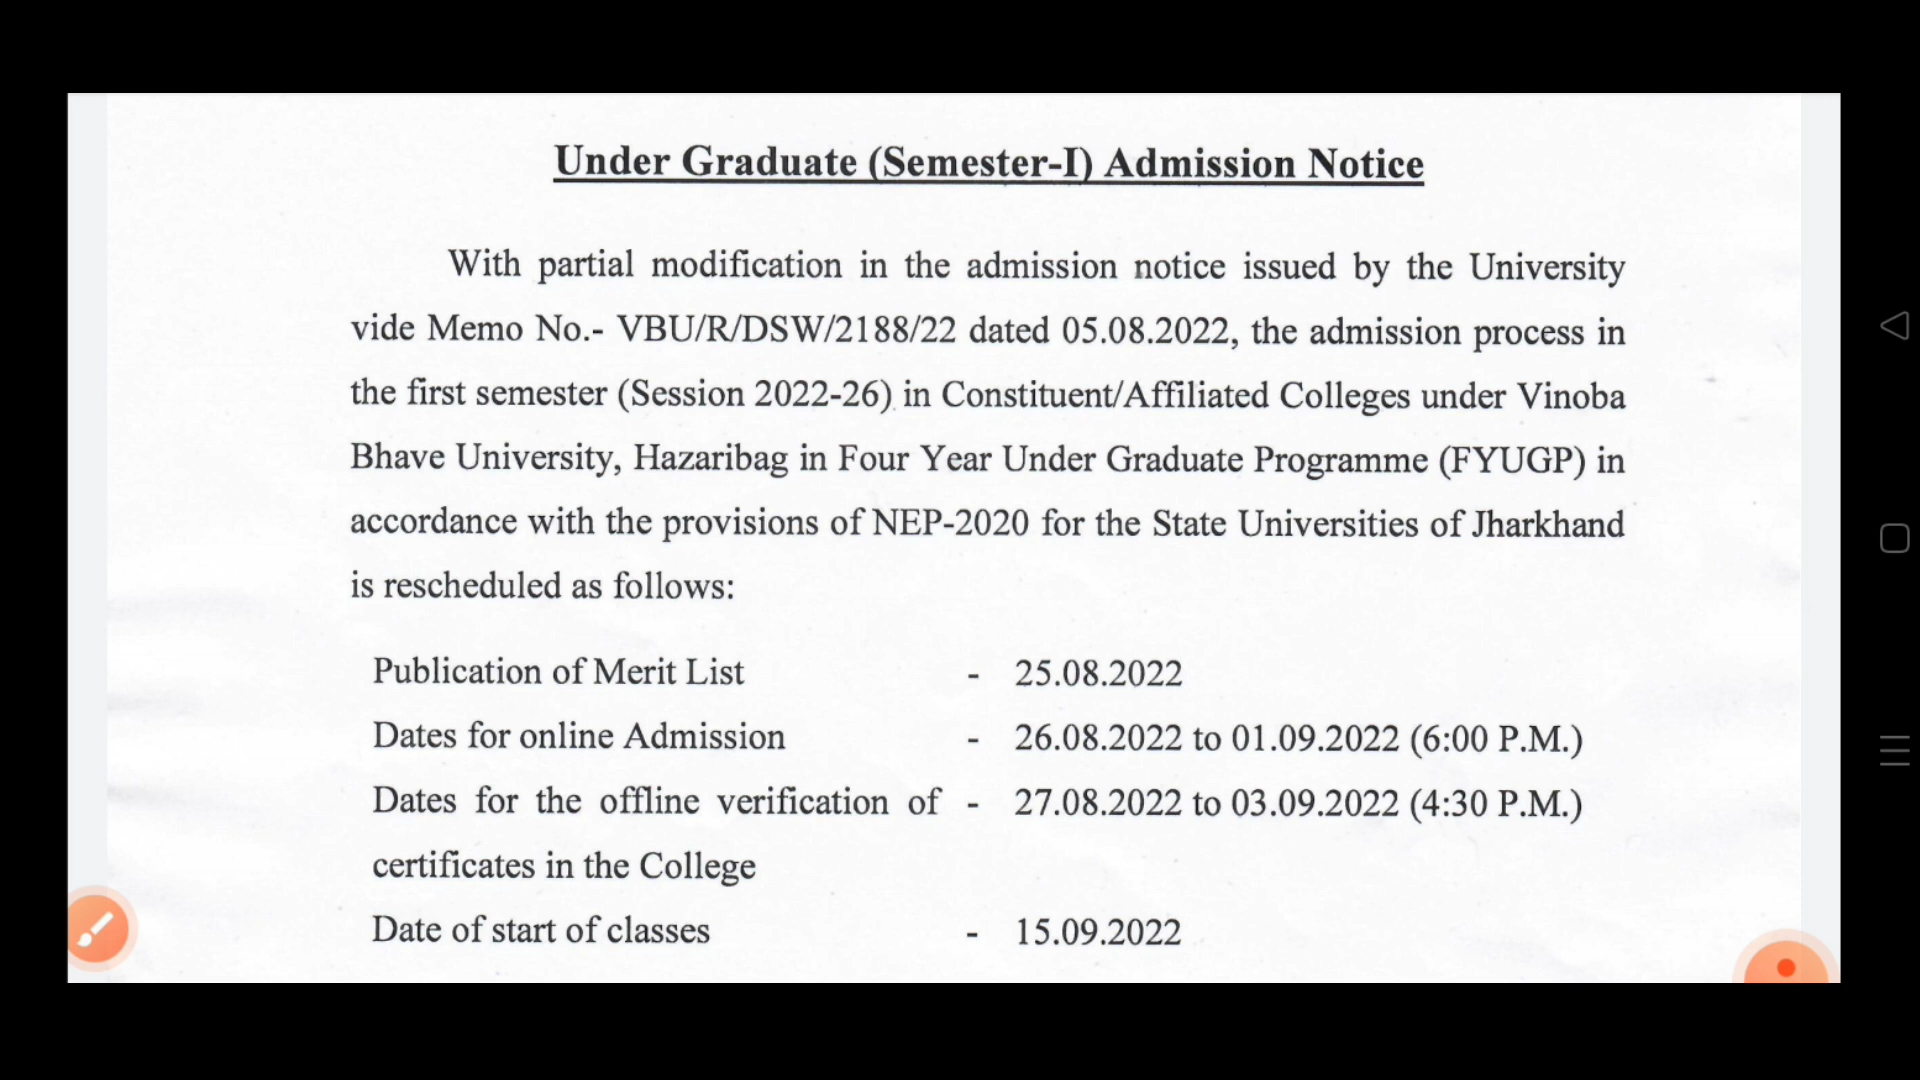 Under Graduate (Semester-I) Admission Notice
With partial modification in the admission notice issued by the University
vide Memo No.- VBU/R/DSW/2188/22 dated 05.08.2022, the admission process in
the first semester (Session 2022-26) in Constituent/Affiliated Colleges under Vinoba
Bhave University, Hazaribag in Four Year Under Graduate Programme (FYUGP) in
accordance with the provisions of NEP-2020 for the State Universities of Jharkhand
is rescheduled as follows:
Publication of Merit List - 25.08.2022
Dates for online Admission - 26.08.2022 to 01.09.2022 (6:00 P.M.)
Dates for the offline verification of - 27.08.2022 to 03.09.2022 (4:30 P.M.)
certificates in the College
Date of start of classes - 15.09.2022